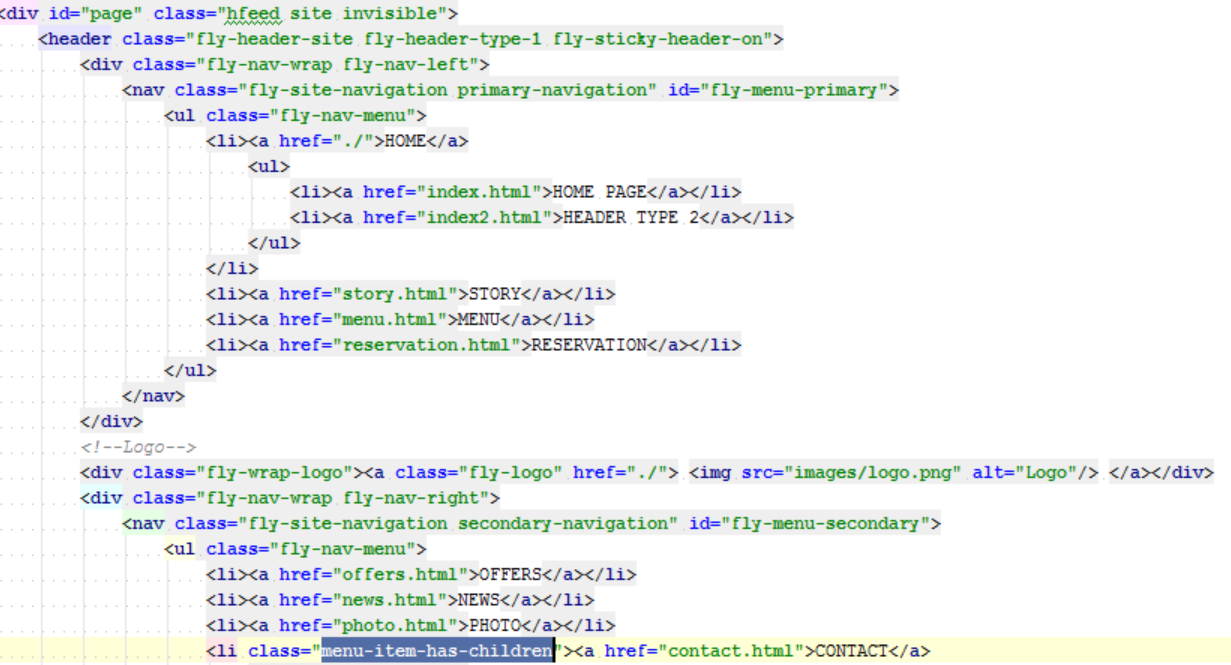 <div id="page" class="hfeed site invisible">
<header class="fly-header-site fly-header-type-1 fly-sticky-header-on">
<div class="fly-nav-wrap fly-nav-left">
<nav class="fly-site-navigation primary-navigation" id="fly-menu-primary">
<ul class="fly-nav-menu">
<li><a href="./">HOME</a>
<ul>
<li><a href="index.html">HOME PAGE</a></li>
<li><a href="index2.html">HEADER TYPE 2</a></li>
</ul>
</li>
<li><a href="story.html">STORY</a></li>
<li><a href="menu.html">MENU</a></li>
<li><a href="reservation.html">RESERVATION</a></li>
</ul>
</nav>
</div>
<!--Logo-->
<div class="fly-wrap-logo"><a class="fly-logo" href="./"> <img src="images/logo.png" alt="Logo"/> </a></div>
<div class="fly-nav-wrap fly-nav-right">
<nav class="fly-site-navigation secondary-navigation" id="fly-menu-secondary">
<ul class="fly-nav-menu">
<li><a href="offers.html">OFFERS</a></li>
<li><a href="news.html">NEWS</a></li>
<li><a href="photo.html">PHOTO</a></li>
<li class="menu-item-has-children"><a href="contact.html">CONTACT</a>